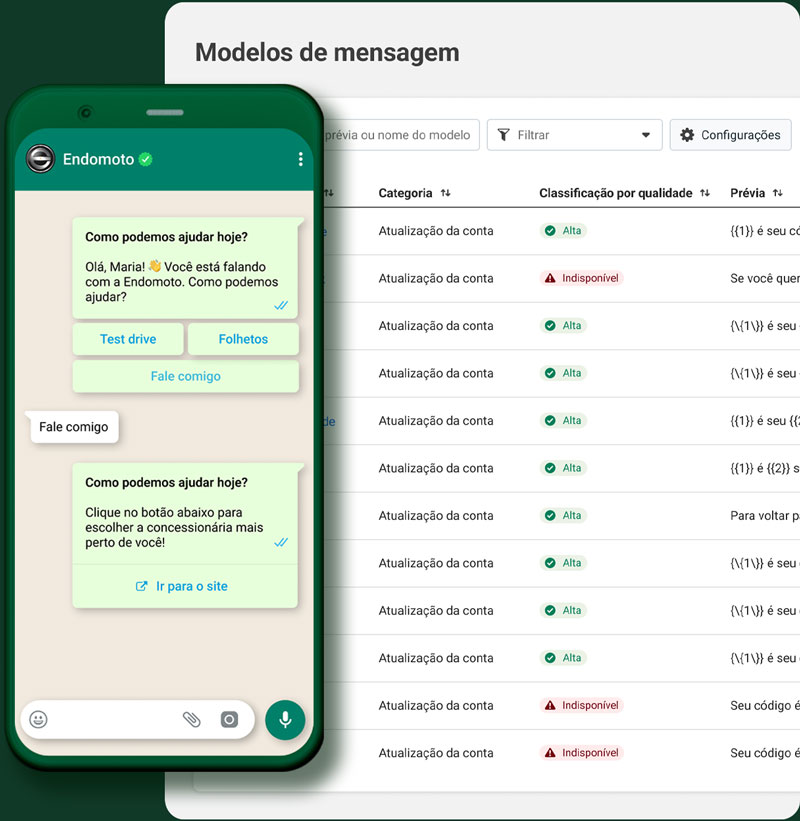 Modelos de mensagem
prévia ou nome do modelo
Filtrar
Configurações
Categoria
Classificação por qualidade
Prévia
Atualização da conta Alta {{1}} é seu có
Atualização da conta Indisponível Se você quer
Atualização da conta Alta {\{1\}} é seu
Atualização da conta Alta {\{1\}} é seu
de Atualização da conta Alta {{1}} é seu {{2
Atualização da conta Alta {{1}} é {{2}} s
Atualização da conta Alta Para voltar p
Atualização da conta Alta {\{1\}} é seu
Atualização da conta Alta {\{1\}} é seu
Atualização da conta Alta {\{1\}} é seu
Atualização da conta Indisponível Seu código é
Atualização da conta Indisponível Seu código é
Endomoto
Como podemos ajudar hoje?
Olá, Maria! 👋 Você está falando
com a Endomoto. Como podemos
ajudar?
Test drive
Folhetos
Fale comigo
Fale comigo
Como podemos ajudar hoje?
Clique no botão abaixo para
escolher a concessionária mais
perto de você!
Ir para o site